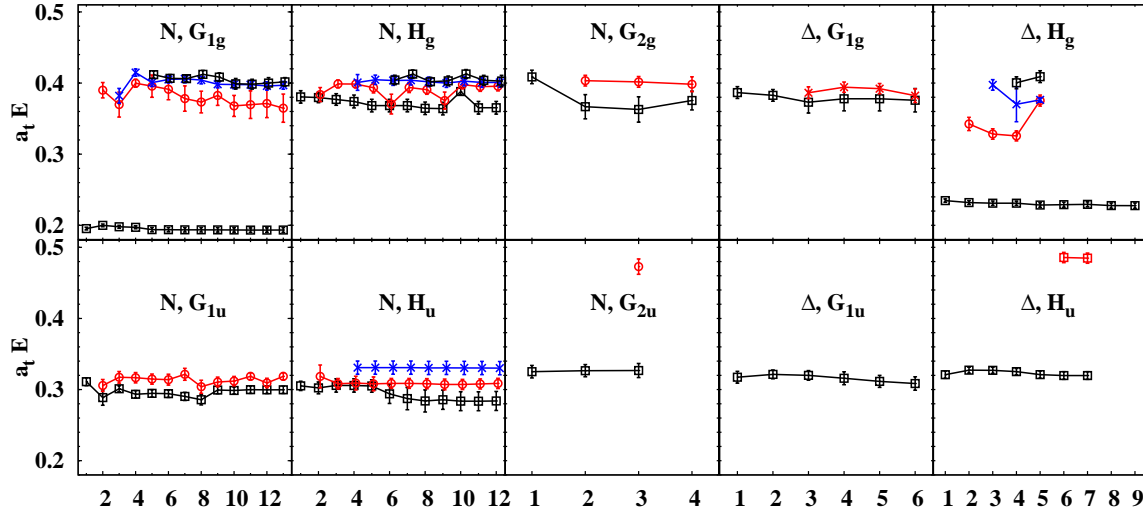 0.5
0.4
0.3
0.2
a_t E
N, G_1g
N, H_g
N, G_2g
Δ, G_1g
Δ, H_g
0.5
0.4
0.3
0.2
a_t E
N, G_1u
N, H_u
N, G_2u
Δ, G_1u
Δ, H_u
2 4 6 8 10 12
2 4 6 8 10 12
1 2 3 4
1 2 3 4 5 6
1 2 3 4 5 6 7 8 9